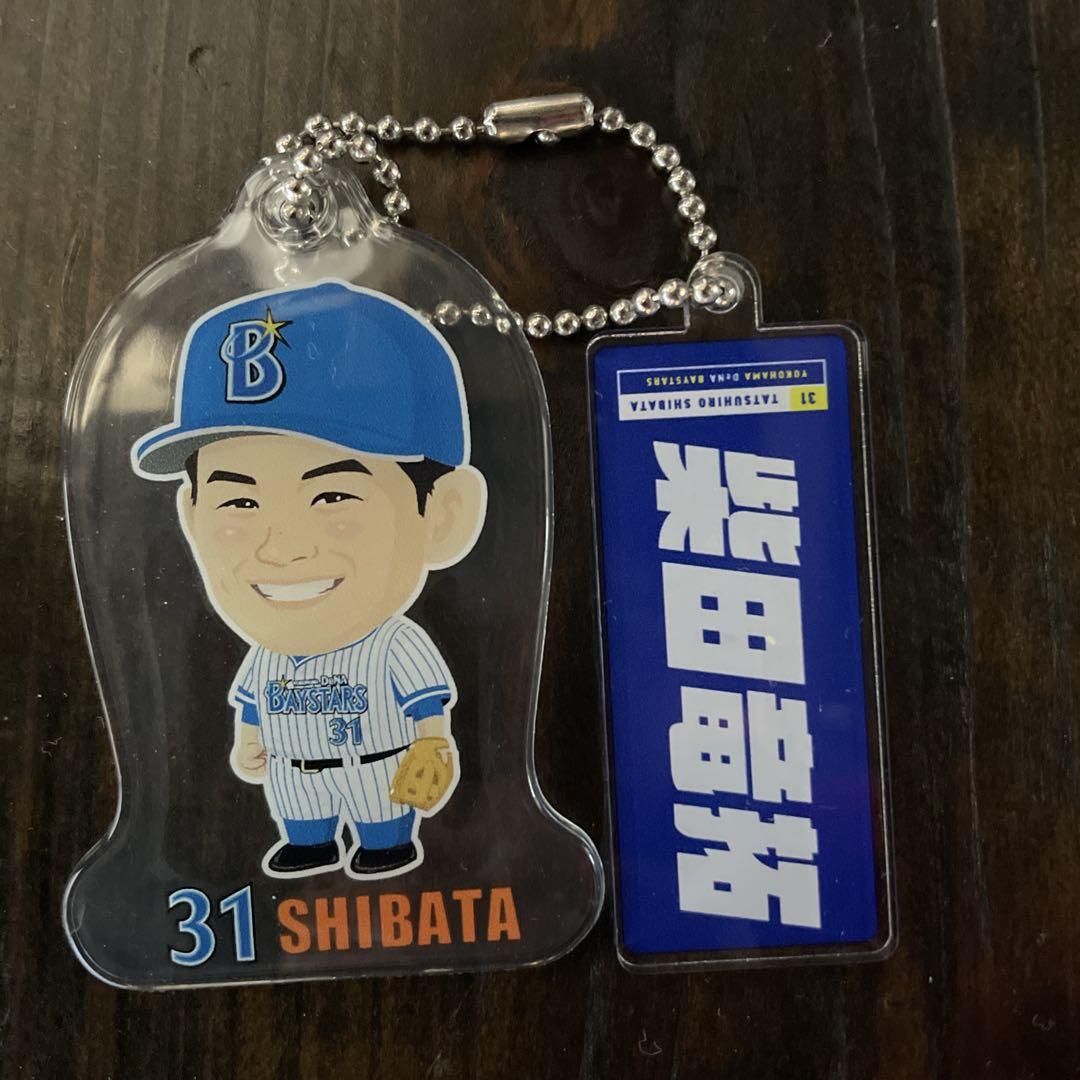 B
DeNA
BAYSTARS
31
31 SHIBATA
31 TATSUHIRO SHIBATA
YOKOHAMA DeNA BAYSTARS
柴田竜拓